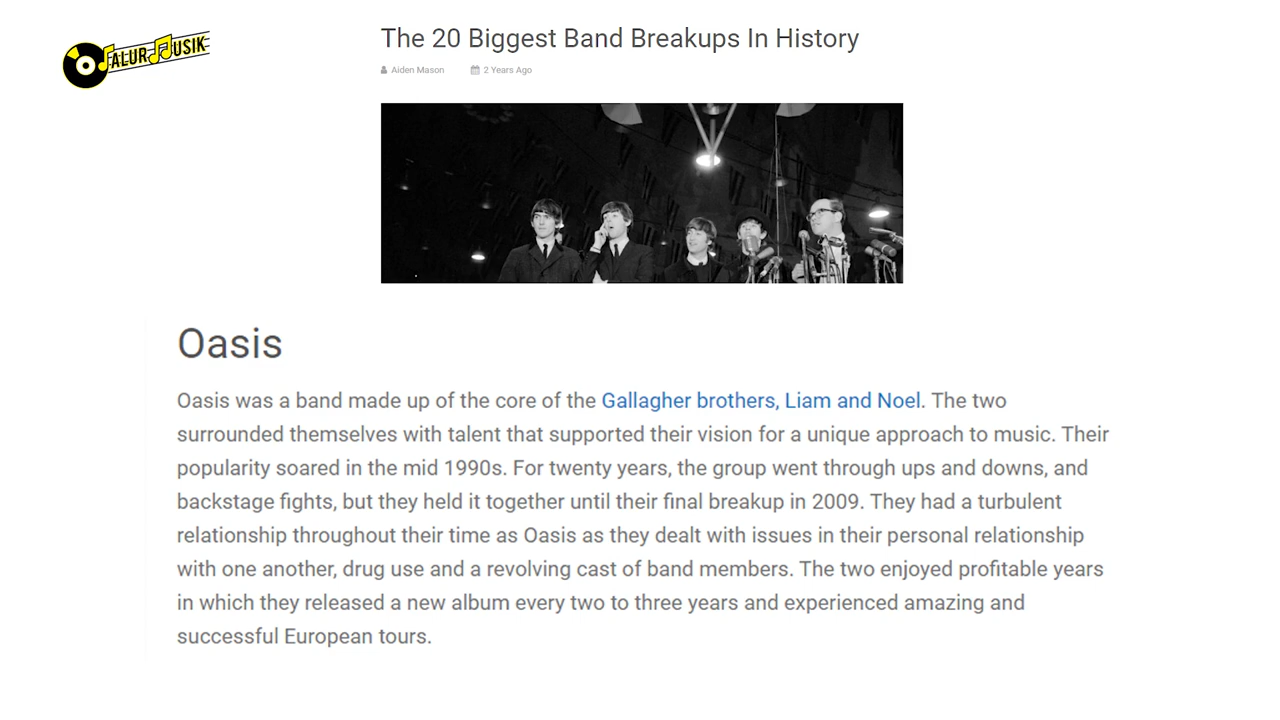 ALUR MUSIK
The 20 Biggest Band Breakups In History
Aiden Mason 2 Years Ago
Oasis
Oasis was a band made up of the core of the Gallagher brothers, Liam and Noel. The two
surrounded themselves with talent that supported their vision for a unique approach to music. Their
popularity soared in the mid 1990s. For twenty years, the group went through ups and downs, and
backstage fights, but they held it together until their final breakup in 2009. They had a turbulent
relationship throughout their time as Oasis as they dealt with issues in their personal relationship
with one another, drug use and a revolving cast of band members. The two enjoyed profitable years
in which they released a new album every two to three years and experienced amazing and
successful European tours.